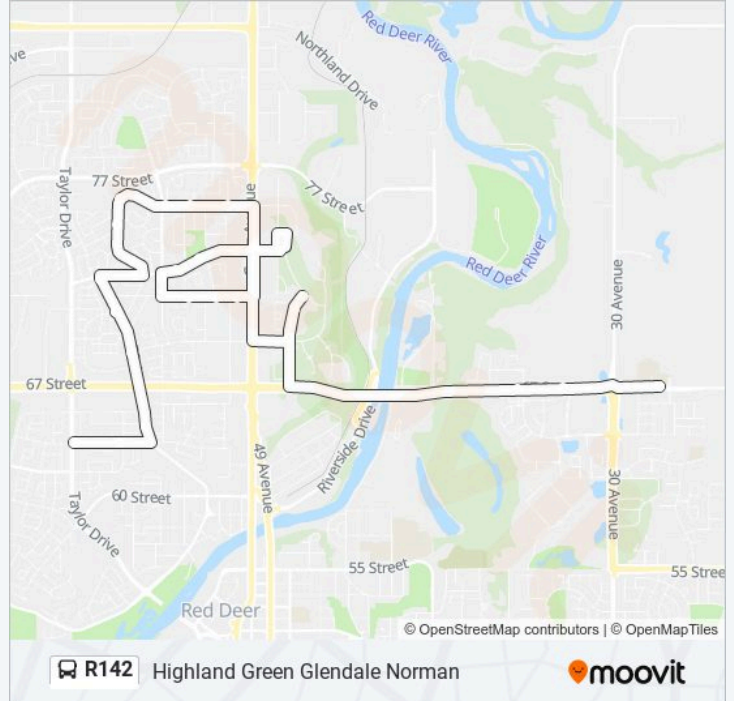 Red Deer River
Northland Drive
ve
77 Street
77 Street
Taylor Drive
Red Deer River
30 Avenue
67 Street
Riverside Drive
49 Avenue
30 Avenue
60 Street
Taylor Drive
55 Street
55 Stree
Red Deer
© OpenStreetMap contributors | © OpenMapTiles
R142 Highland Green Glendale Norman
moovit